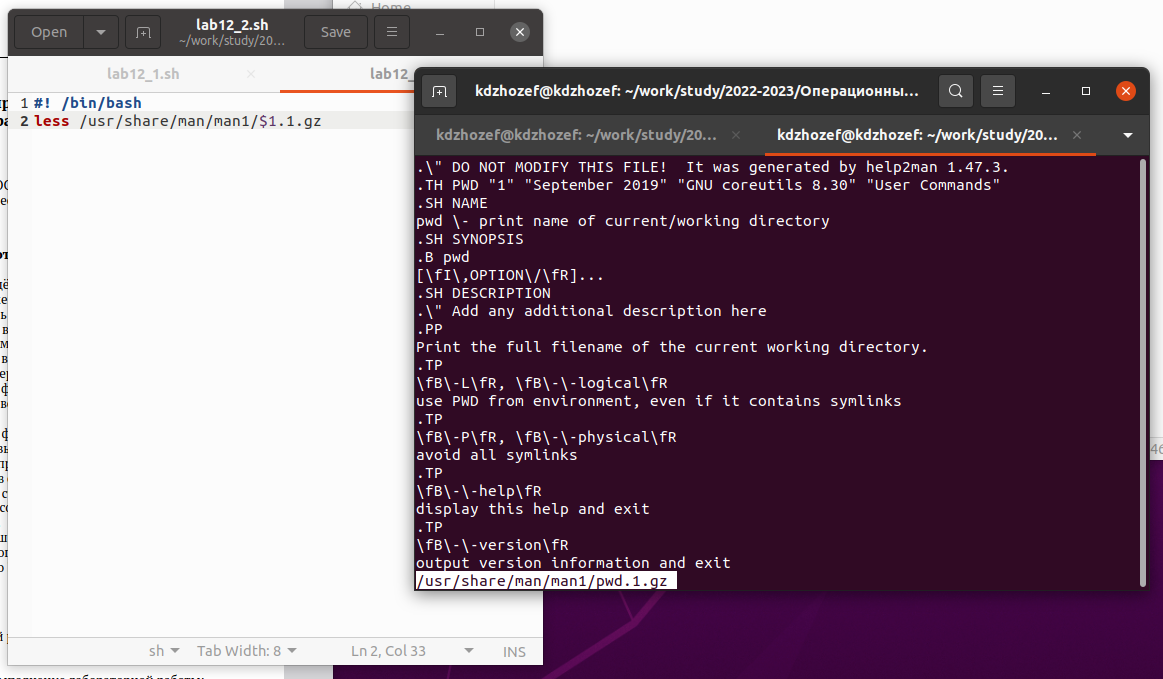 Home
Open
lab12_2.sh
~/work/study/20...
Save
lab12_1.sh
lab12_
1 #! /bin/bash
2 less /usr/share/man/man1/$1.1.gz
sh
Tab Width: 8
Ln 2, Col 33
INS
kdzhozef@kdzhozef: ~/work/study/2022-2023/Операционны...
kdzhozef@kdzhozef: ~/work/study/20...
kdzhozef@kdzhozef: ~/work/study/20...
.\" DO NOT MODIFY THIS FILE!  It was generated by help2man 1.47.3.
.TH PWD "1" "September 2019" "GNU coreutils 8.30" "User Commands"
.SH NAME
pwd \- print name of current/working directory
.SH SYNOPSIS
.B pwd
[\fI\,OPTION\/\fR]...
.SH DESCRIPTION
.\" Add any additional description here
.PP
Print the full filename of the current working directory.
.TP
\fB\-L\fR, \fB\-\-logical\fR
use PWD from environment, even if it contains symlinks
.TP
\fB\-P\fR, \fB\-\-physical\fR
avoid all symlinks
.TP
\fB\-\-help\fR
display this help and exit
.TP
\fB\-\-version\fR
output version information and exit
/usr/share/man/man1/pwd.1.gz